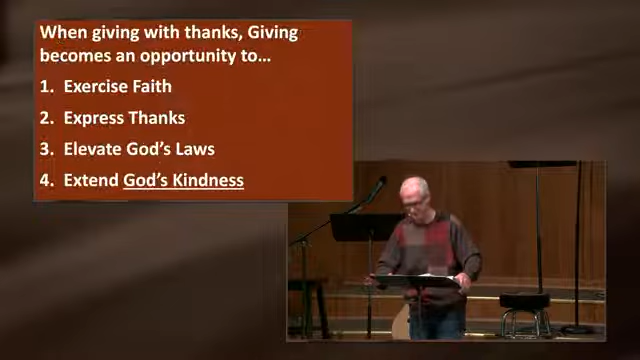 When giving with thanks, Giving
becomes an opportunity to…
1. Exercise Faith
2. Express Thanks
3. Elevate God's Laws
4. Extend God's Kindness